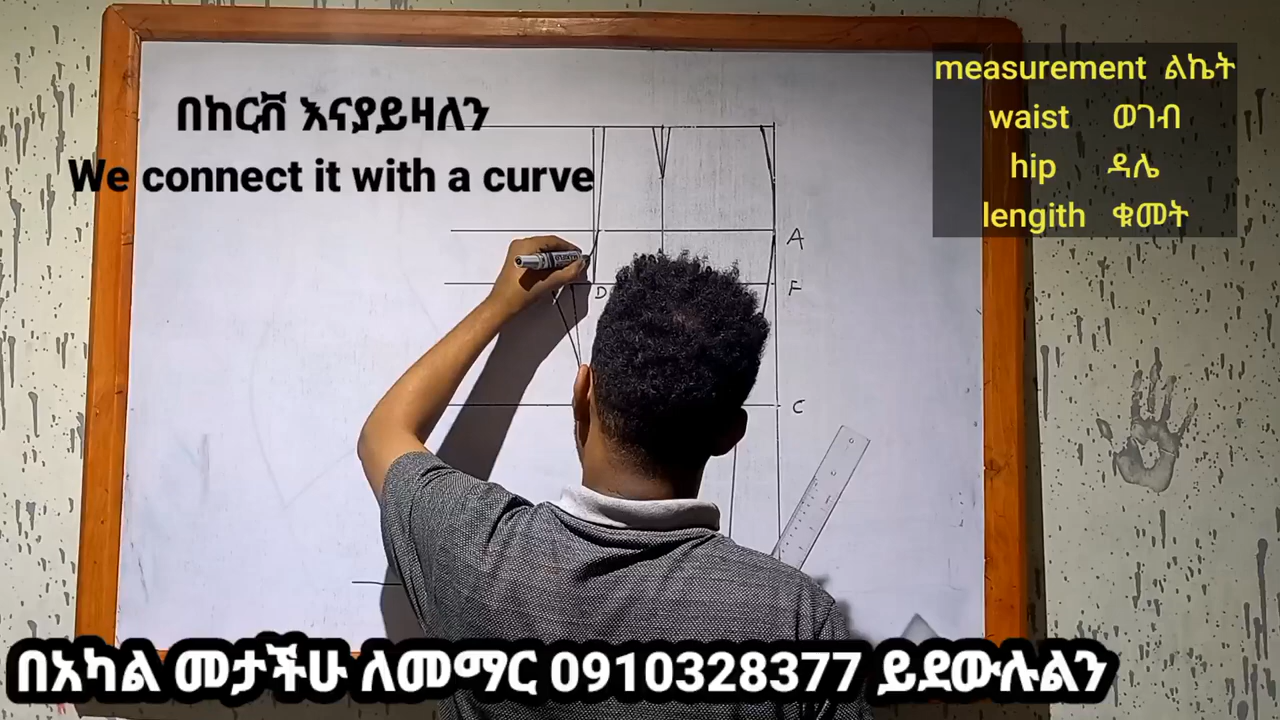 በከርቭ እናያይዛለን
We connect it with a curve
measurement ልኬት
waist ወገብ
hip ዳሌ
lengith ቁመት
A
F
D
C
በአካል መታችሁ ለመማር 0910328377 ይደውሉልን